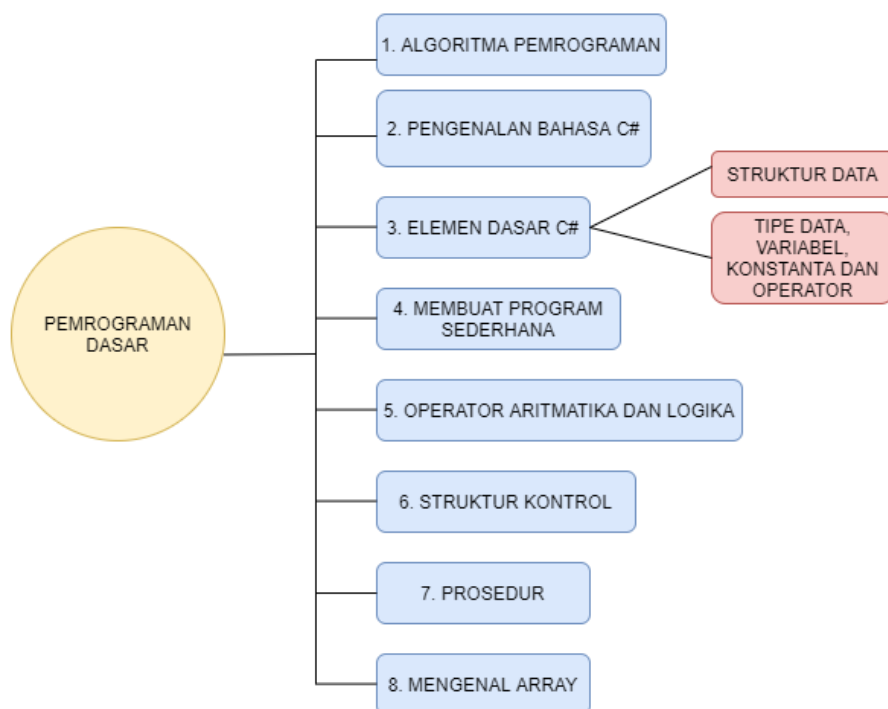 PEMROGRAMAN
DASAR
1. ALGORITMA PEMROGRAMAN
2. PENGENALAN BAHASA C#
3. ELEMEN DASAR C#
STRUKTUR DATA
TIPE DATA,
VARIABEL,
KONSTANTA DAN
OPERATOR
4. MEMBUAT PROGRAM
SEDERHANA
5. OPERATOR ARITMATIKA DAN LOGIKA
6. STRUKTUR KONTROL
7. PROSEDUR
8. MENGENAL ARRAY